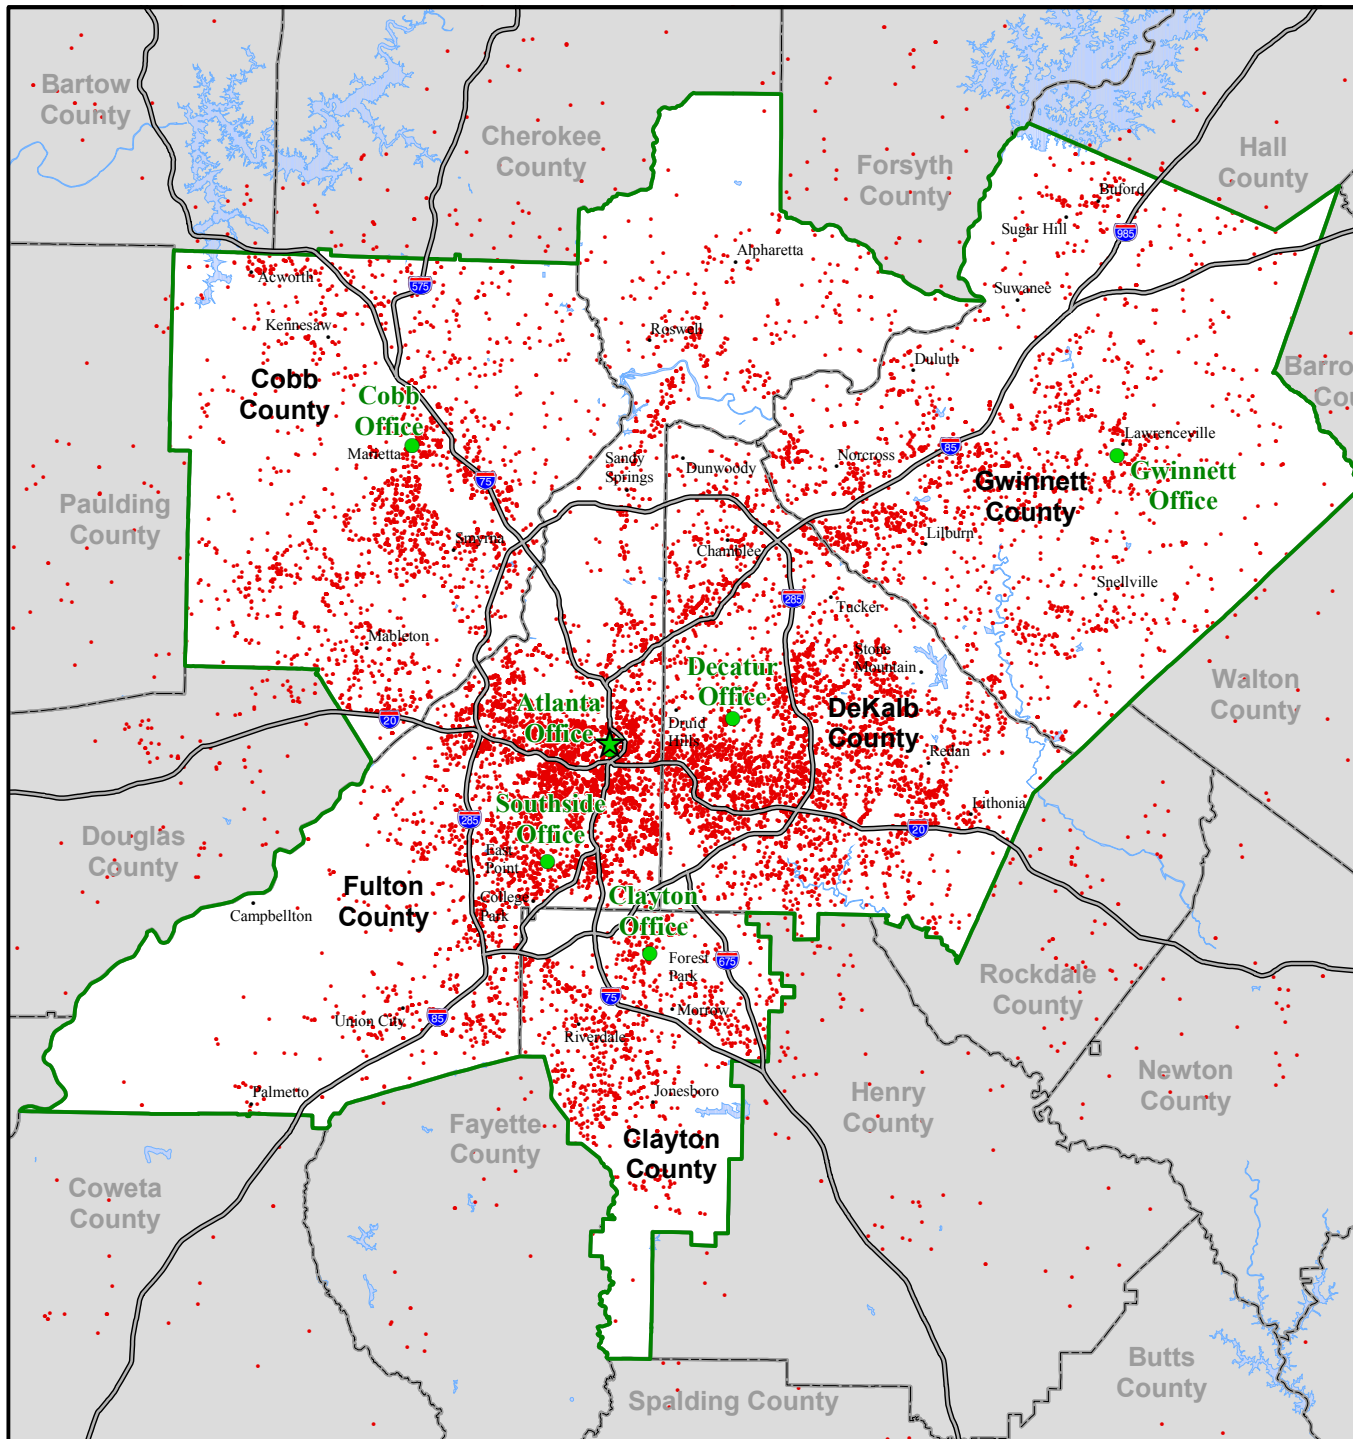 Bartow
County
Cherokee
County
Forsyth
County
Hall
County
Buford
Sugar Hill
985
Alpharetta
Acworth
575
Suwanee
Kennesaw
Roswell
Duluth
Cobb
County
Barro
Cou
Cobb
Office
Marietta
Lawrenceville
85
Sandy
Springs
Dunwoody
Norcross
Gwinnett
Office
Gwinnett
County
75
Paulding
County
Smyrna
Chamblee
Lilburn
Snellville
285
Tucker
Mableton
Stone
Mountain
Decatur
Office
Walton
County
Atlanta
Office
20
Druid
Hills
DeKalb
County
Redan
Southside
Office
Lithonia
285
20
Douglas
County
East
Point
Fulton
County
Campbellton
College
Park
Clayton
Office
Forest
Park
675
Rockdale
County
75
Morrow
Union City
85
Riverdale
Newton
County
Palmetto
Jonesboro
Henry
County
Fayette
County
Clayton
County
Coweta
County
Butts
County
Spalding County